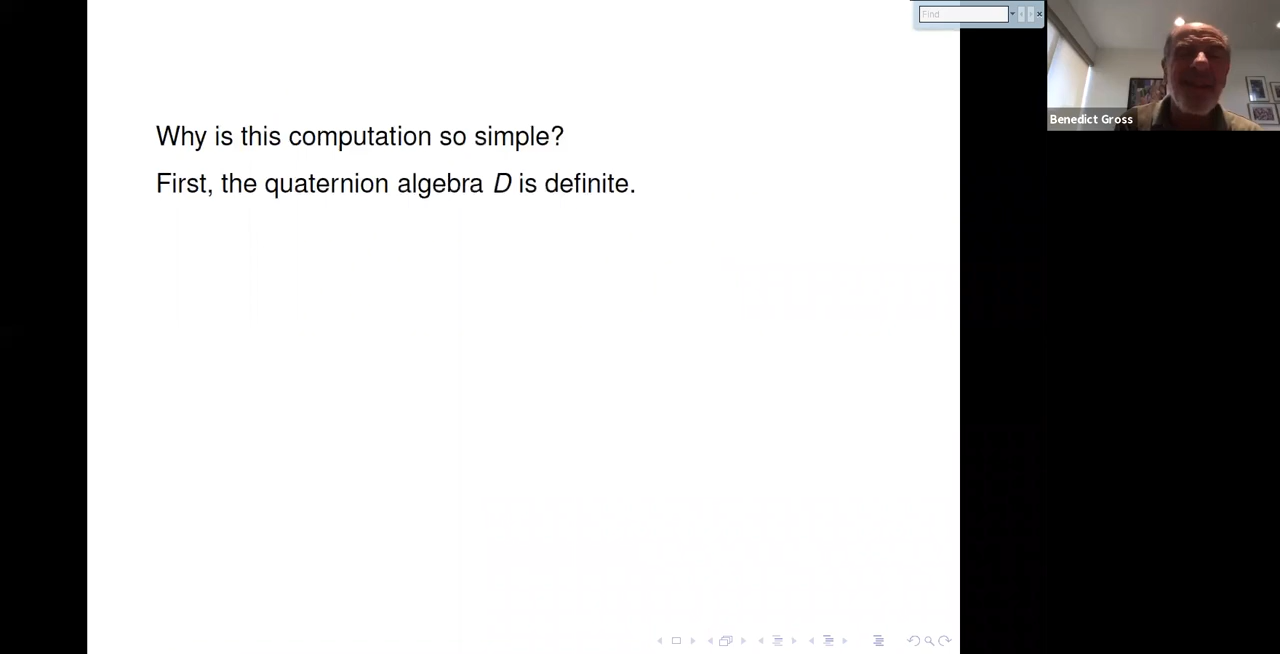 Find
Benedict Gross
Why is this computation so simple?
First, the quaternion algebra D is definite.